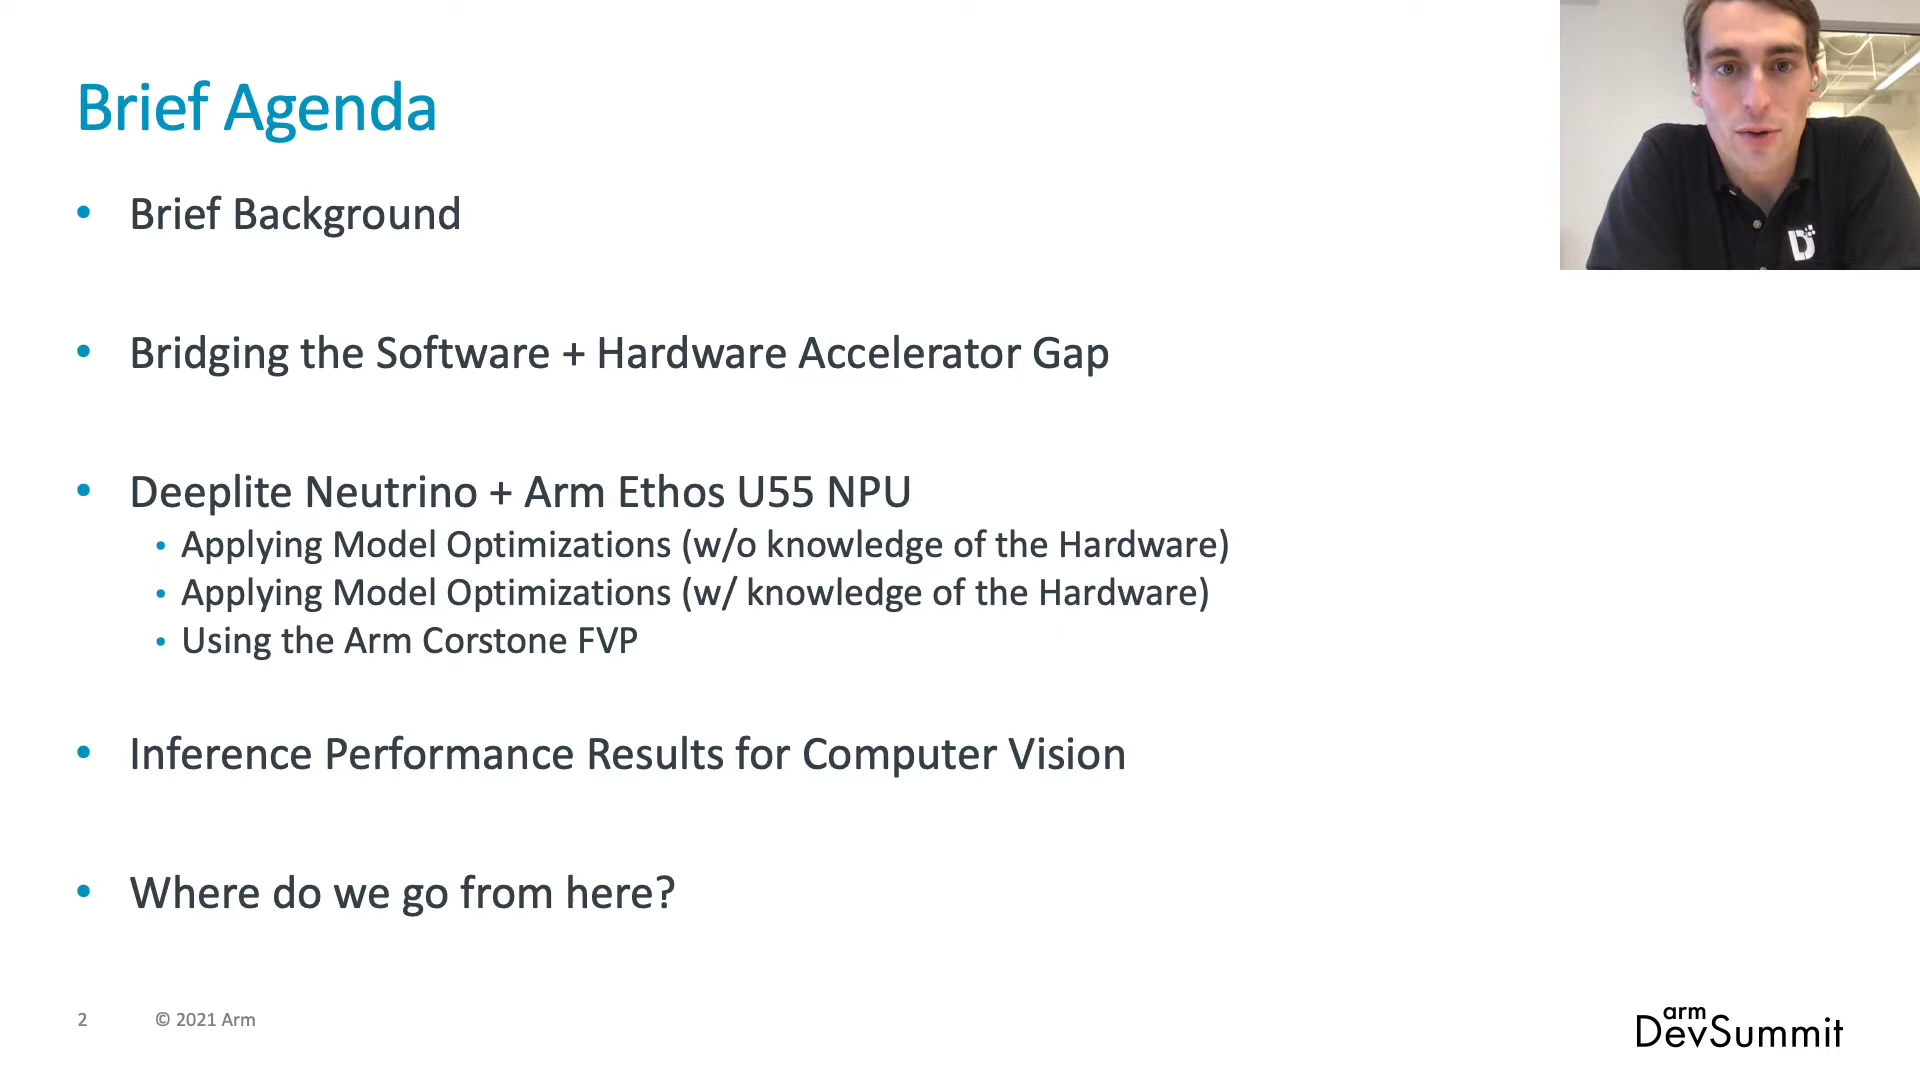 Brief Agenda
• Brief Background
• Bridging the Software + Hardware Accelerator Gap
• Deeplite Neutrino + Arm Ethos U55 NPU
• Applying Model Optimizations (w/o knowledge of the Hardware)
• Applying Model Optimizations (w/ knowledge of the Hardware)
• Using the Arm Corstone FVP
• Inference Performance Results for Computer Vision
• Where do we go from here?
2 © 2021 Arm
arm
DevSummit
D